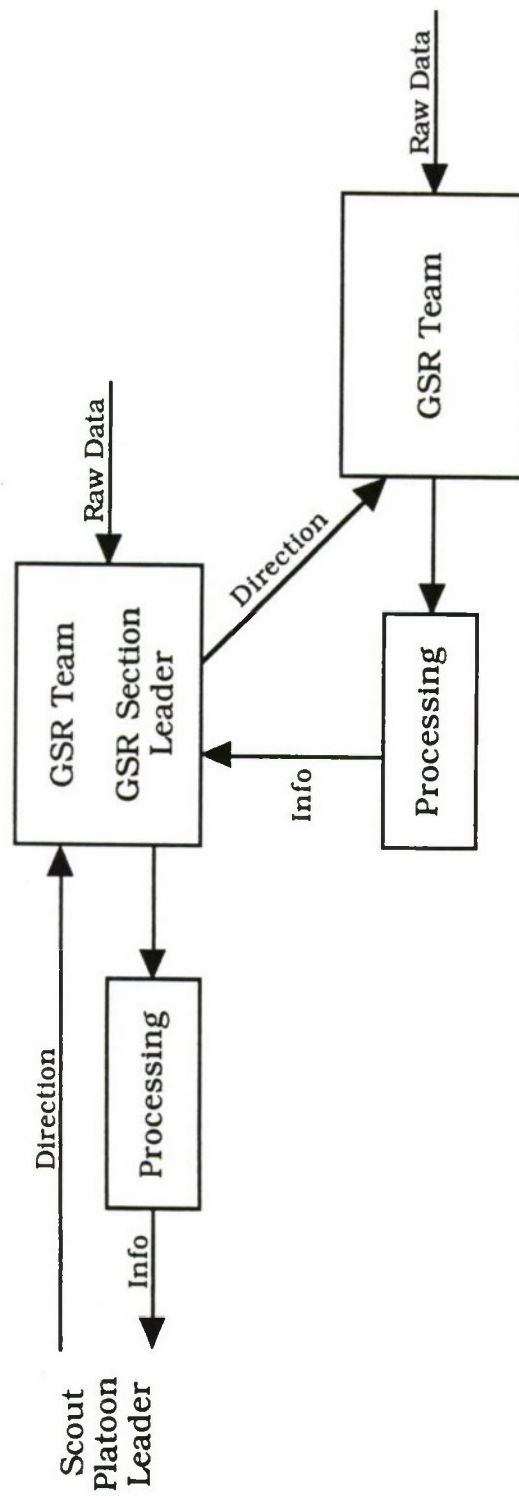 Scout
Platoon
Leader
Direction
Info
Processing
GSR Team
GSR Section
Leader
Raw Data
Direction
Info
Processing
GSR Team
Raw Data